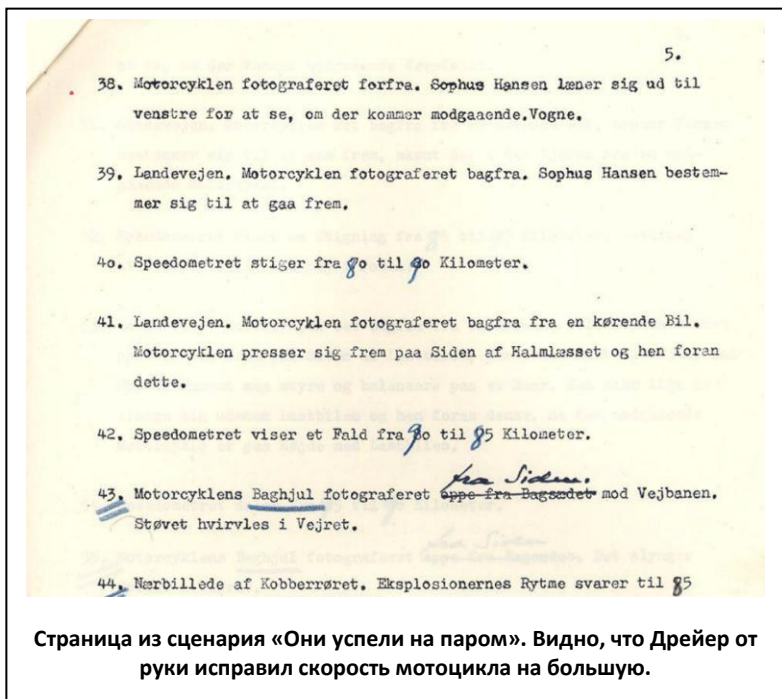 5.
38. Motorcyklen fotograferet forfra. Sophus Hansen læner sig ud til
venstre for at se, om der kommer modgaaende.Vogne.
39. Landevejen. Motorcyklen fotograferet bagfra. Sophus Hansen bestem-
mer sig til at gaa frem.
4o. Speedometret stiger fra 8o til 9o Kilometer.
41. Landevejen. Motorcyklen fotograferet bagfra fra en kørende Bil.
Motorcyklen presser sig frem paa Siden af Halmlæsset og hen foran
dette.
42. Speedometret viser et Fald fra 9o til 85 Kilometer.
fra Siden.
43. Motorcyklens Baghjul fotograferet oppe fra Bagsædet mod Vejbanen.
Støvet hvirvles i Vejret.
44. Nærbillede af Kobberrøret. Eksplosionernes Rytme svarer til 85
Страница из сценария «Они успели на паром». Видно, что Дрейер от
руки исправил скорость мотоцикла на большую.